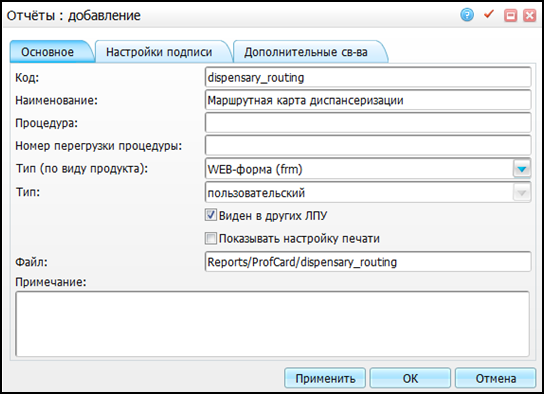 Отчёты : добавление
Основное Настройки подписи Дополнительные св-ва
Код: dispensary_routing
Наименование: Маршрутная карта диспансеризации
Процедура:
Номер перегрузки процедуры:
Тип (по виду продукта): WEB-форма (frm)
Тип: пользовательский
Виден в других ЛПУ
Показывать настройку печати
Файл: Reports/ProfCard/dispensary_routing
Примечание:
Применить ОК Отмена